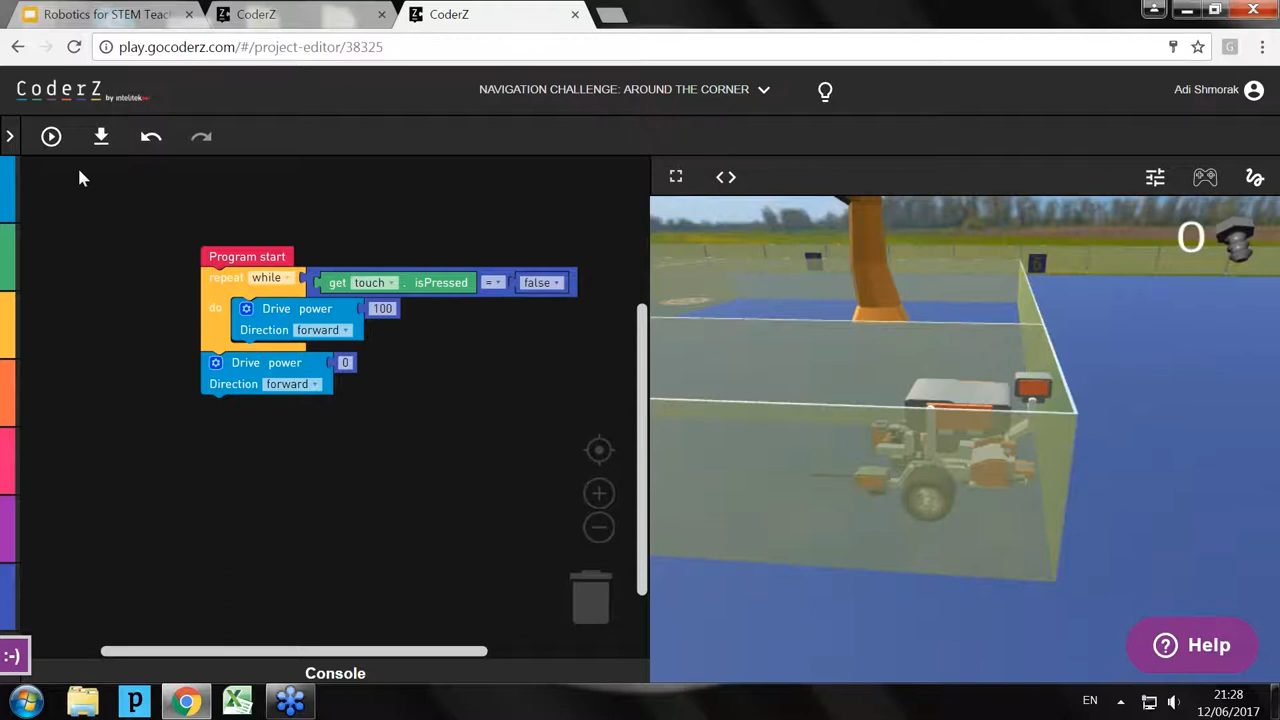 Robotics for STEM Teac
CoderZ
CoderZ
play.gocoderz.com/#/project-editor/38325
G
CoderZ
by intelitek
NAVIGATION CHALLENGE: AROUND THE CORNER
Adi Shmorak
0
Program start
repeat while get touch . isPressed = false
do Drive power 100
Direction forward
Drive power 0
Direction forward
:-)
Help
Console
p
EN
21:28
12/06/2017